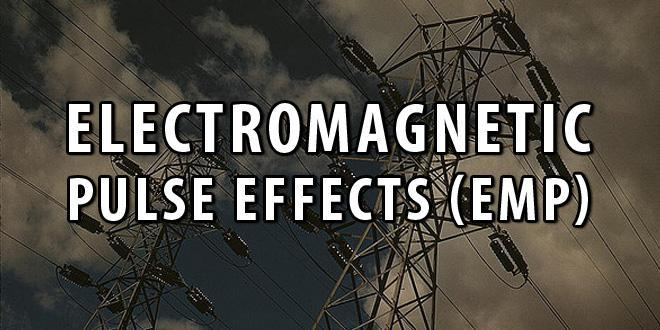 ELECTROMAGNETIC
PULSE EFFECTS (EMP)